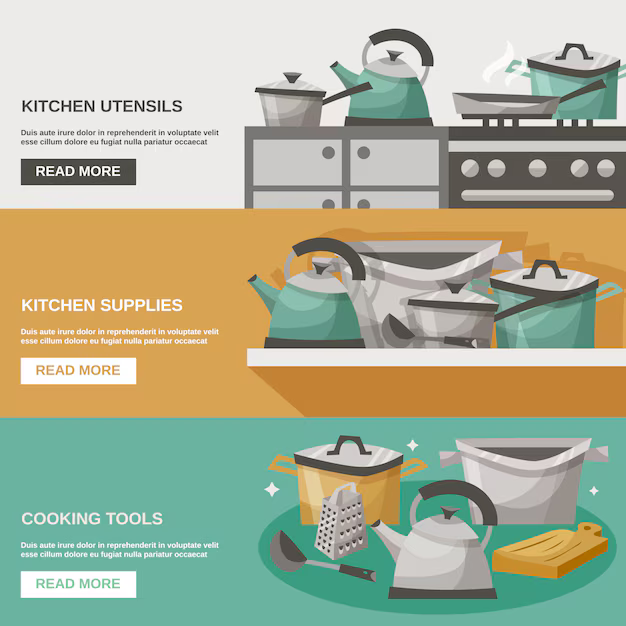 KITCHEN UTENSILS
Duis aute irure dolor in reprehenderit in voluptate velit
esse cillum dolore eu fugiat nulla pariatur occaecat
READ MORE
KITCHEN SUPPLIES
Duis aute irure dolor in reprehenderit in voluptate velit
esse cillum dolore eu fugiat nulla pariatur occaecat
READ MORE
COOKING TOOLS
Duis aute irure dolor in reprehenderit in voluptate velit
esse cillum dolore eu fugiat nulla pariatur occaecat
READ MORE